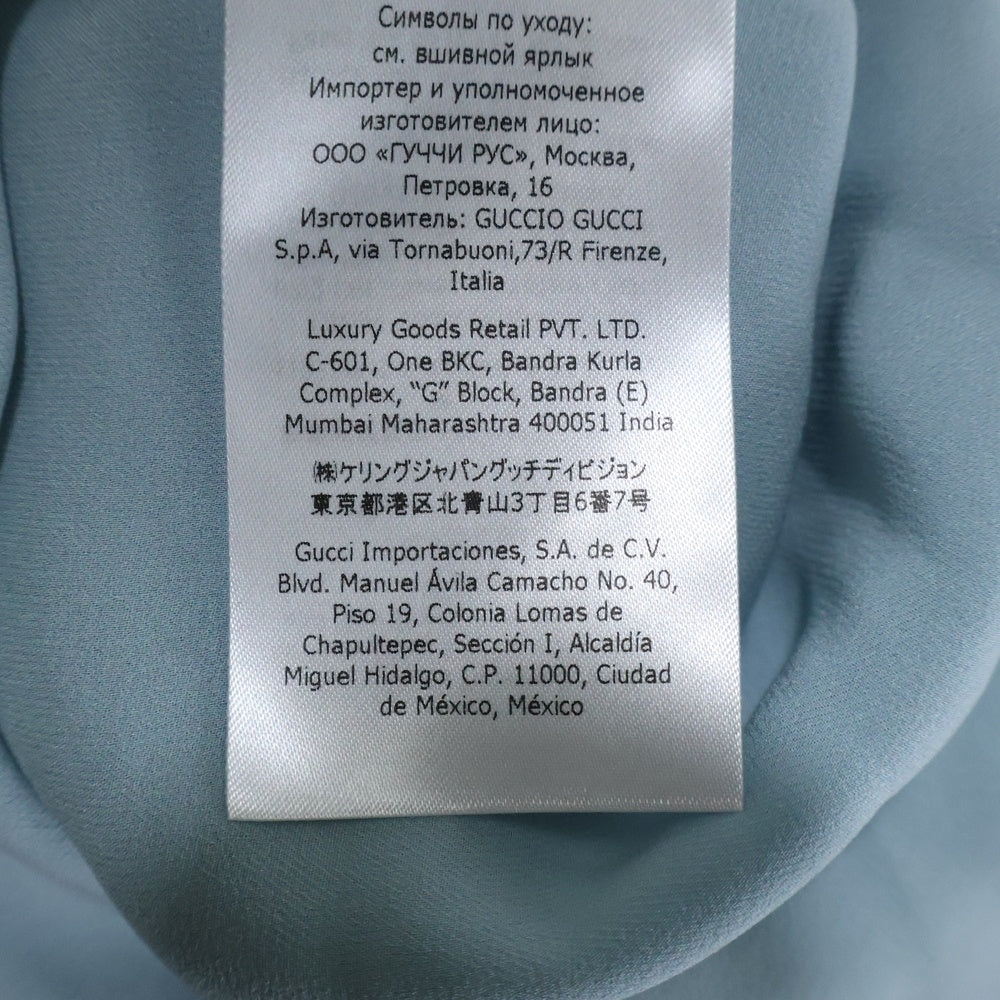 Символы по уходу:
см. вшивной ярлык
Импортер и уполномоченное
изготовителем лицо:
ООО «ГУЧЧИ РУС», Москва,
Петровка, 16
Изготовитель: GUCCIO GUCCI
S.p.A, via Tornabuoni,73/R Firenze,
Italia
Luxury Goods Retail PVT. LTD.
C-601, One BKC, Bandra Kurla
Complex, “G” Block, Bandra (E)
Mumbai Maharashtra 400051 India
㈱ケリングジャパングッチディビジョン
東京都港区北青山3丁目6番7号
Gucci Importaciones, S.A. de C.V.
Blvd. Manuel Ávila Camacho No. 40,
Piso 19, Colonia Lomas de
Chapultepec, Sección I, Alcaldía
Miguel Hidalgo, C.P. 11000, Ciudad
de México, México